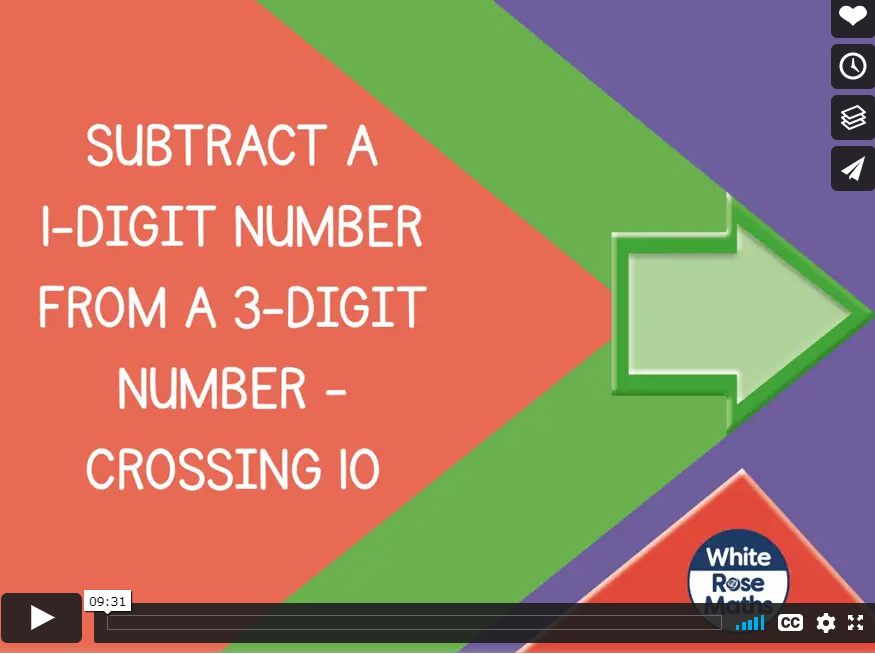 SUBTRACT A
1-DIGIT NUMBER
FROM A 3-DIGIT
NUMBER -
CROSSING 10
White
Rose
Maths
09:31
CC